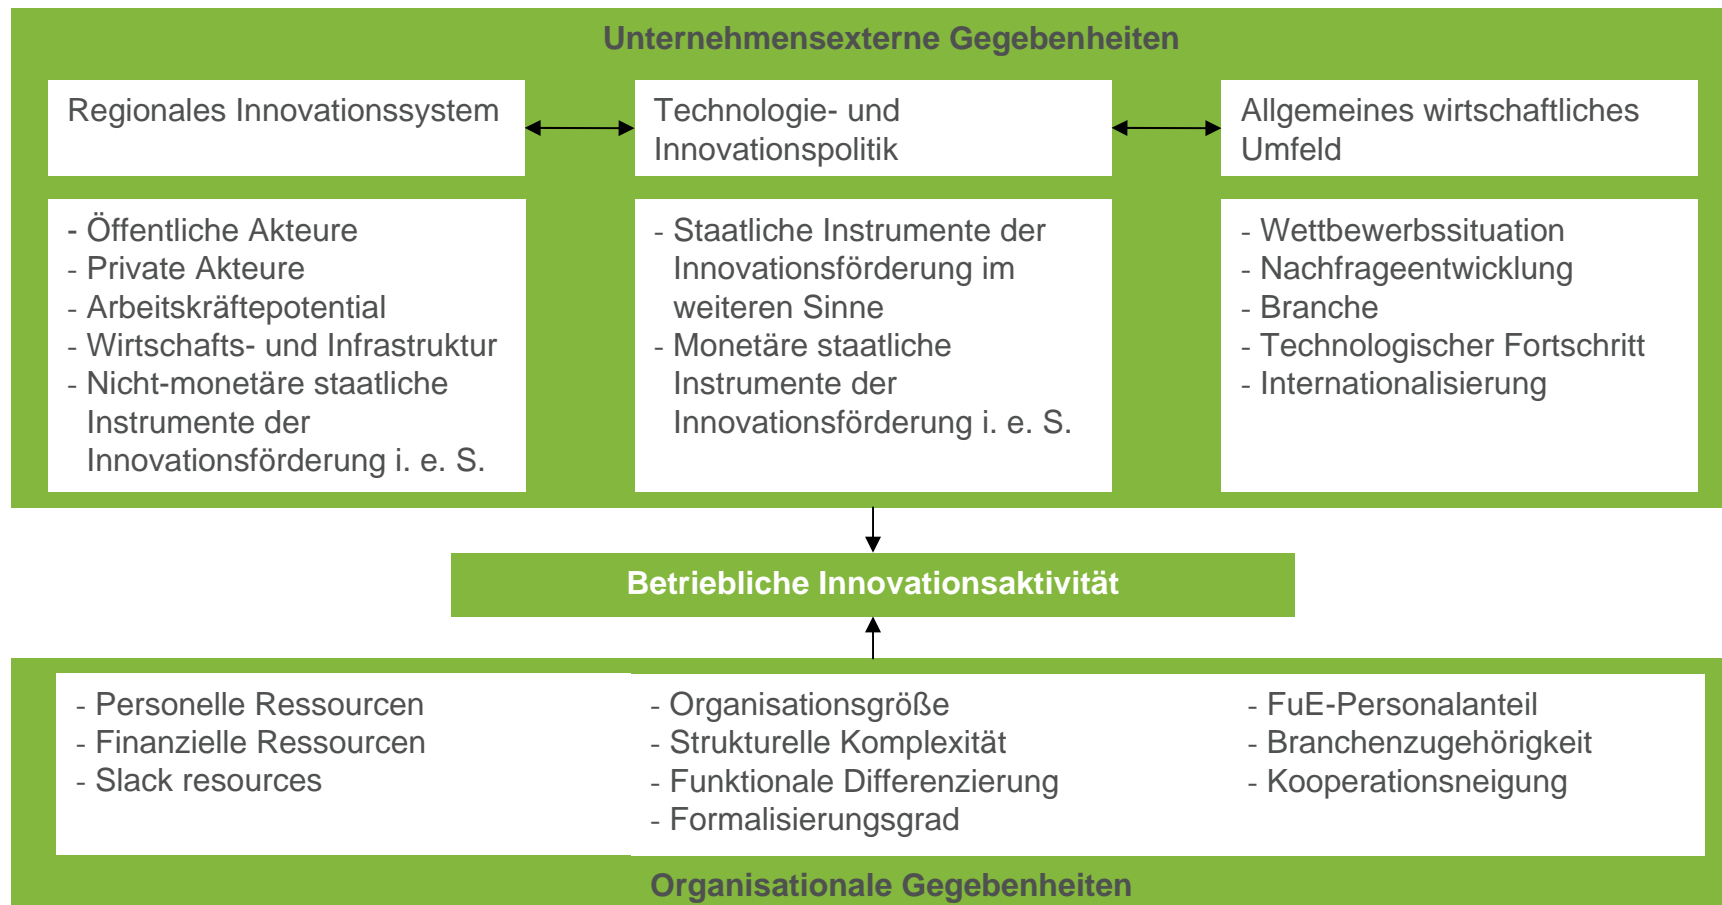 Unternehmensexterne Gegebenheiten
Regionales Innovationssystem
Technologie- und
Innovationspolitik
Allgemeines wirtschaftliches
Umfeld
- Öffentliche Akteure
- Private Akteure
- Arbeitskräftepotential
- Wirtschafts- und Infrastruktur
- Nicht-monetäre staatliche
Instrumente der
Innovationsförderung i. e. S.
- Staatliche Instrumente der
Innovationsförderung im
weiteren Sinne
- Monetäre staatliche
Instrumente der
Innovationsförderung i. e. S.
- Wettbewerbssituation
- Nachfrageentwicklung
- Branche
- Technologischer Fortschritt
- Internationalisierung
Betriebliche Innovationsaktivität
- Personelle Ressourcen
- Finanzielle Ressourcen
- Slack resources
- Organisationsgröße
- Strukturelle Komplexität
- Funktionale Differenzierung
- Formalisierungsgrad
- FuE-Personalanteil
- Branchenzugehörigkeit
- Kooperationsneigung
Organisationale Gegebenheiten